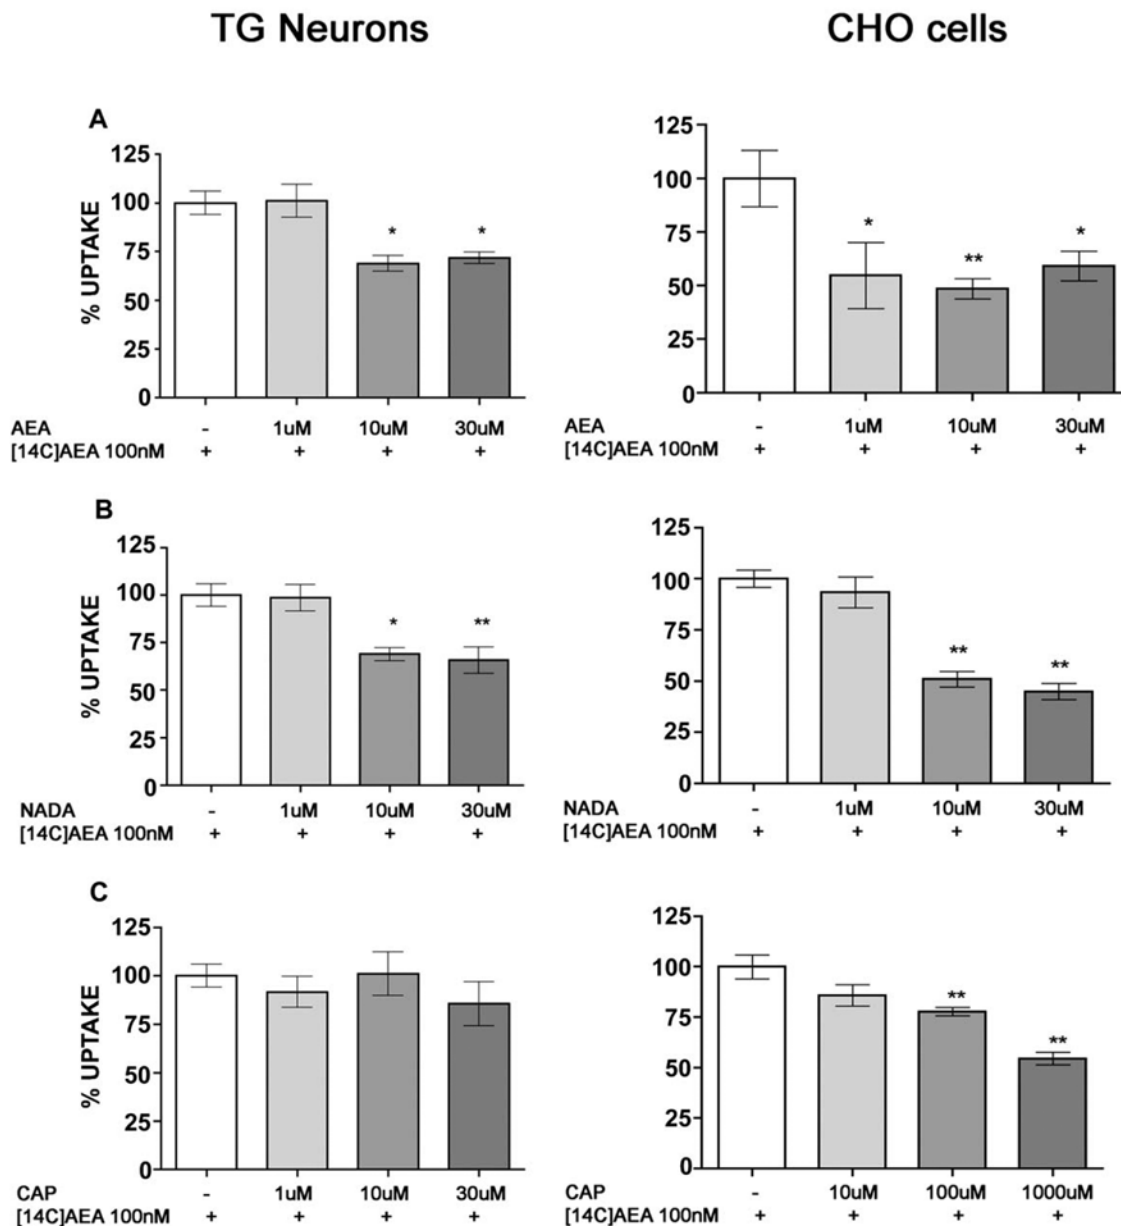 TG Neurons
CHO cells
A
% UPTAKE
125
100
75
50
25
0
* *
AEA - 1uM 10uM 30uM
[14C]AEA 100nM + + + +
125
100
75
50
25
0
* ** *
AEA - 1uM 10uM 30uM
[14C]AEA 100nM + + + +
B
% UPTAKE
125
100
75
50
25
0
* **
NADA - 1uM 10uM 30uM
[14C]AEA 100nM + + + +
125
100
75
50
25
0
** **
NADA - 1uM 10uM 30uM
[14C]AEA 100nM + + + +
C
% UPTAKE
125
100
75
50
25
0
CAP - 1uM 10uM 30uM
[14C]AEA 100nM + + + +
125
100
75
50
25
0
** **
CAP - 10uM 100uM 1000uM
[14C]AEA 100nM + + + +